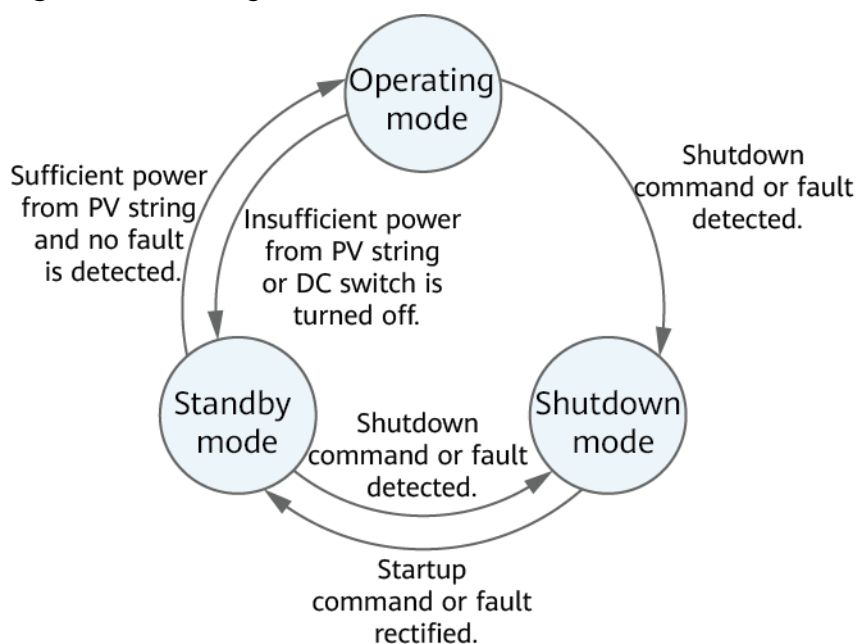 Operating
mode
Sufficient power
from PV string
and no fault
is detected.
Insufficient power
from PV string
or DC switch is
turned off.
Shutdown
command or fault
detected.
Standby
mode
Shutdown
command or fault
detected.
Shutdown
mode
Startup
command or fault
rectified.